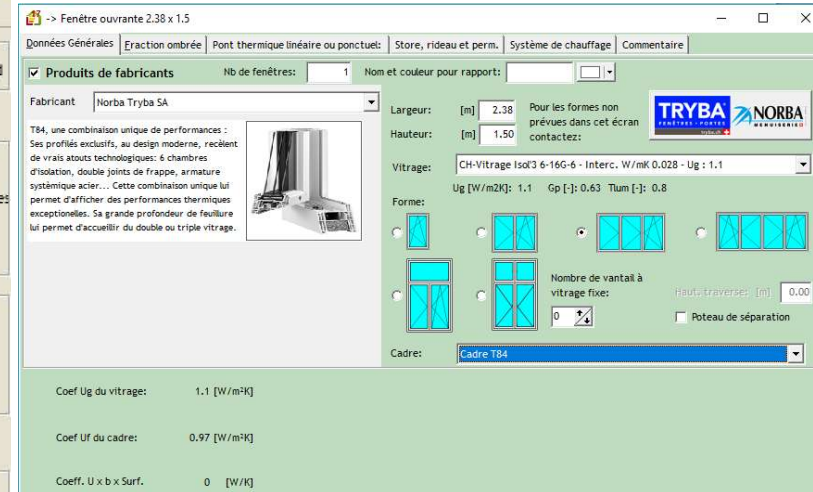 -> Fenêtre ouvrante 2.38 x 1.5
Données Générales
Fraction ombrée
Pont thermique linéaire ou ponctuel:
Store, rideau et perm.
Système de chauffage
Commentaire
Produits de fabricants
Nb de fenêtres: 1
Nom et couleur pour rapport:
Fabricant Norba Tryba SA
T84, une combinaison unique de performances :
Ses profilés exclusifs, au design moderne, recèlent
de vrais atouts technologiques: 6 chambres
d'isolation, double joints de frappe, armature
systèmique acier... Cette combinaison unique lui
permet d'afficher des performances thermiques
exceptionelles. Sa grande profondeur de feuillure
lui permet d'accueillir du double ou triple vitrage.
Largeur: [m] 2.38
Hauteur: [m] 1.50
Pour les formes non
prévues dans cet écran
contactez:
TRYBA
FENÊTRES - PORTES
tryba.ch
NORBA
MENUISERIE
Vitrage: CH-Vitrage Isol'3 6-16G-6 - Interc. W/mK 0.028 - Ug : 1.1
Ug [W/m2K]: 1.1 Gp [-]: 0.63 Tlum [-]: 0.8
Forme:
Nombre de vantail à
vitrage fixe:
0
Haut. traverse: [m] 0.00
Poteau de séparation
Cadre: Cadre T84
Coef Ug du vitrage: 1.1 [W/m²K]
Coef Uf du cadre: 0.97 [W/m²K]
Coeff. U x b x Surf. 0 [W/K]